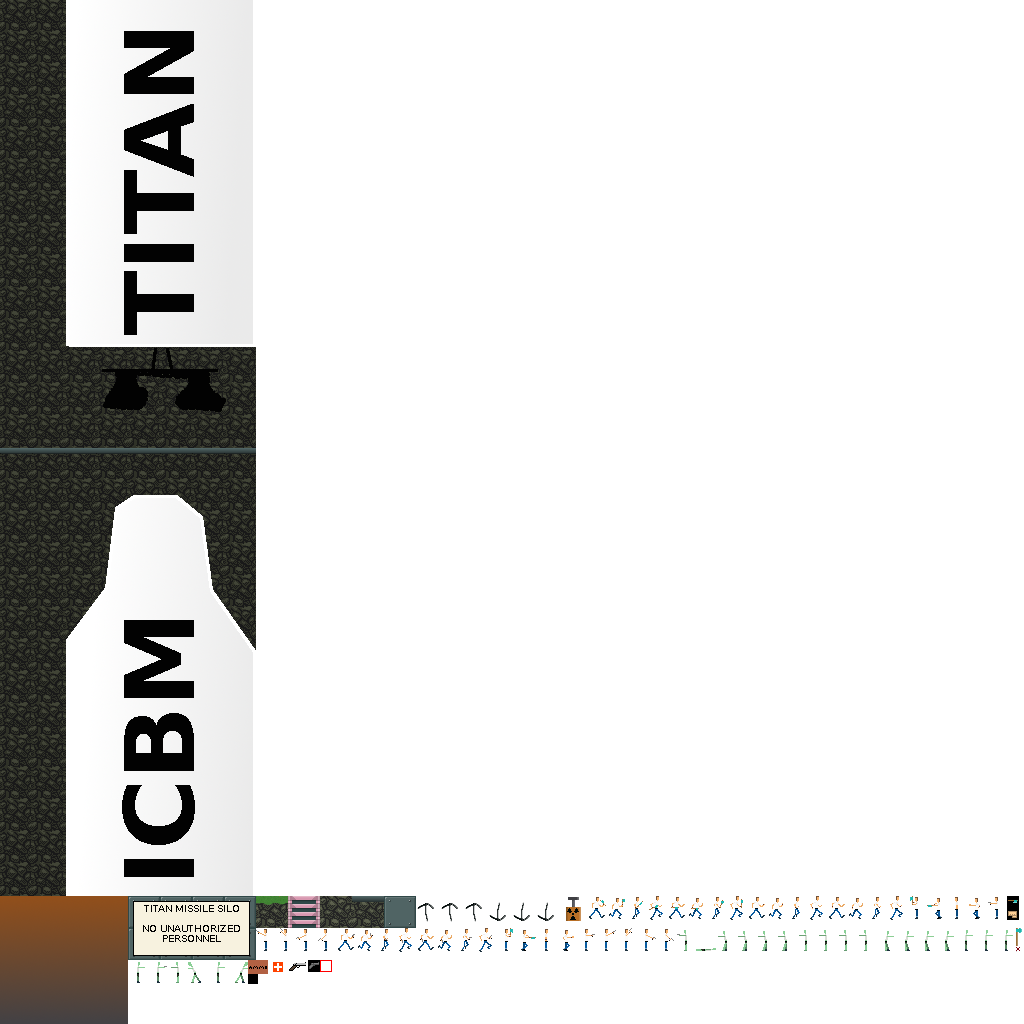 TITAN
ICBM
TITAN MISSILE SILO
NO UNAUTHORIZED
PERSONNEL